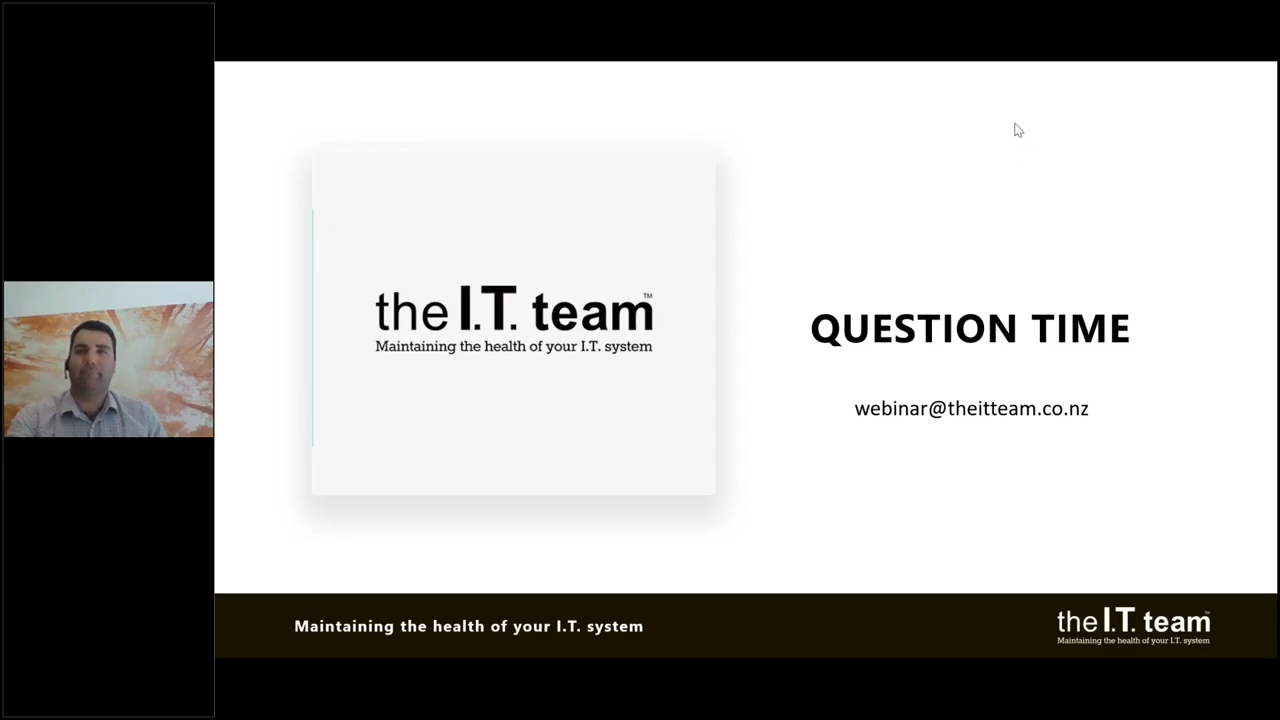 the I.T. team™
Maintaining the health of your I.T. system
QUESTION TIME
webinar@theitteam.co.nz
Maintaining the health of your I.T. system
the I.T. team™
Maintaining the health of your I.T. system